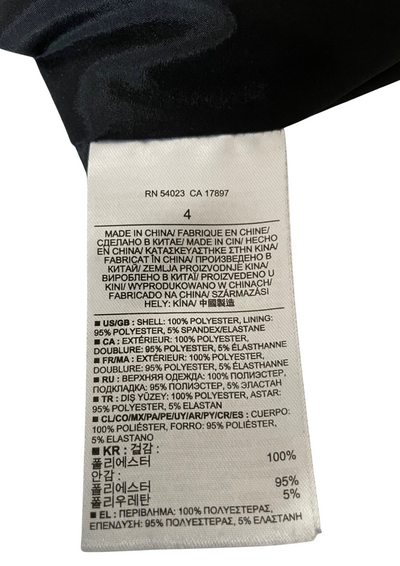 RN 54023 CA 17897
4
MADE IN CHINA/ FABRIQUE EN CHINE/
СДЕЛАНО В КИТАЕ/ MADE IN CIN/ HECHO
EN CHINA/ ΚΑΤΑΣΚΕΥΑΣΤΗΚΕ ΣΤΗΝ ΚΙΝΑ/
FABRICAT ÎN CHINA/ ПРОИЗВЕДЕНО В
КИТАЙ/ ZEMLJA PROIZVODNJE KINA/
ВИРОБЛЕНО В КИТАЇ/ PROIZVEDENO U
KINI/ WYPRODUKOWANO W CHINACH/
FABRICADO NA CHINA/ SZÁRMAZÁSI
HELY: KÍNA/ 中國製造
■ US/GB : SHELL: 100% POLYESTER, LINING:
95% POLYESTER, 5% SPANDEX/ELASTANE
■ CA : EXTÉRIEUR: 100% POLYESTER,
DOUBLURE: 95% POLYESTER, 5% ÉLASTHANNE
■ FR/MA : EXTÉRIEUR: 100% POLYESTER,
DOUBLURE: 95% POLYESTER, 5% ÉLASTHANNE
■ RU : ВЕРХНЯЯ ОДЕЖДА: 100% ПОЛИЭСТЕР,
ПОДКЛАДКА: 95% ПОЛИЭСТЕР, 5% ЭЛАСТАН
■ TR : DIŞ YÜZEY: 100% POLYESTER, ASTAR:
95% POLYESTER, 5% ELASTAN
■ CL/CO/MX/PA/PE/UY/AR/PY/CR/ES : CUERPO:
100% POLIÉSTER, FORRO: 95% POLIÉSTER,
5% ELASTANO
■ KR : 겉감 :
폴리에스터 100%
안감 :
폴리에스터 95%
폴리우레탄 5%
■ EL : ΠΕΡΙΒΛΗΜΑ: 100% ΠΟΛΥΕΣΤΕΡΑΣ,
ΕΠΕΝΔΥΣΗ: 95% ΠΟΛΥΕΣΤΕΡΑΣ, 5% ΕΛΑΣΤΑΝΗ